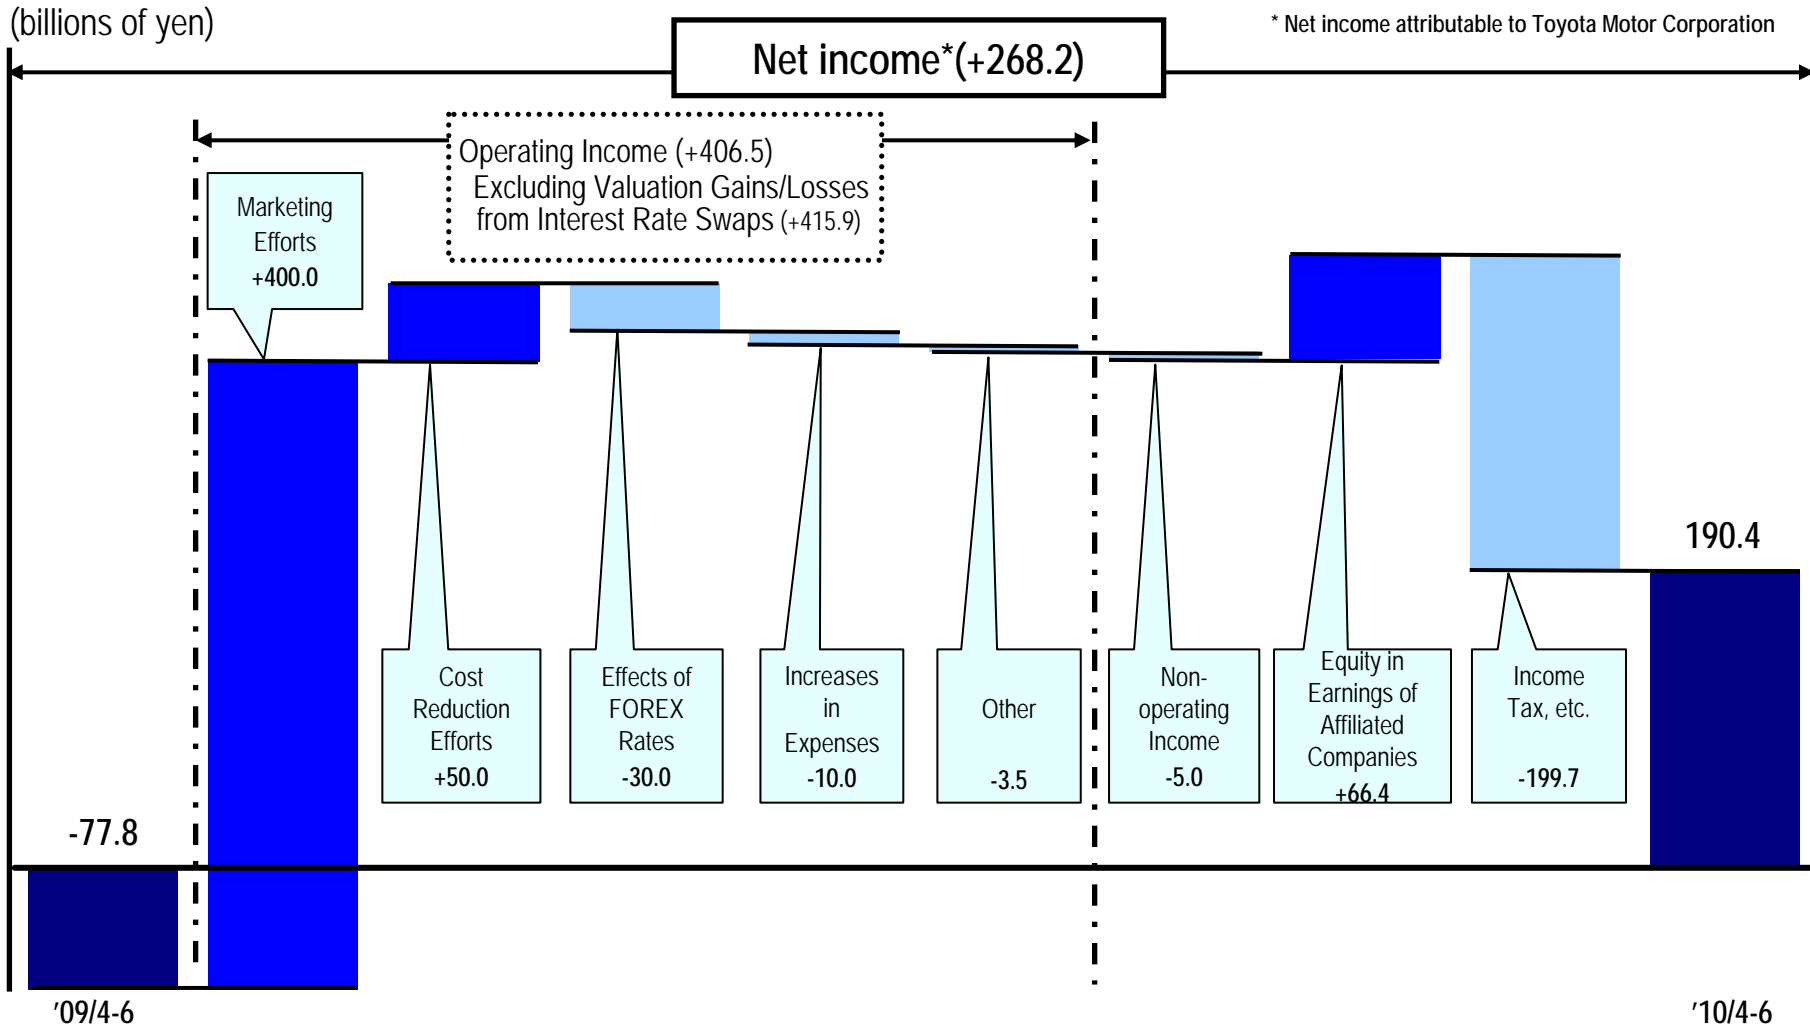 (billions of yen)
* Net income attributable to Toyota Motor Corporation
Net income*(+268.2)
Operating Income (+406.5)
Excluding Valuation Gains/Losses
from Interest Rate Swaps (+415.9)
Marketing
Efforts
+400.0
190.4
Cost
Reduction
Efforts
+50.0
Effects of
FOREX
Rates
-30.0
Increases
in
Expenses
-10.0
Other
-3.5
Non-
operating
Income
-5.0
Equity in
Earnings of
Affiliated
Companies
+66.4
Income
Tax, etc.
-199.7
-77.8
'09/4-6
'10/4-6